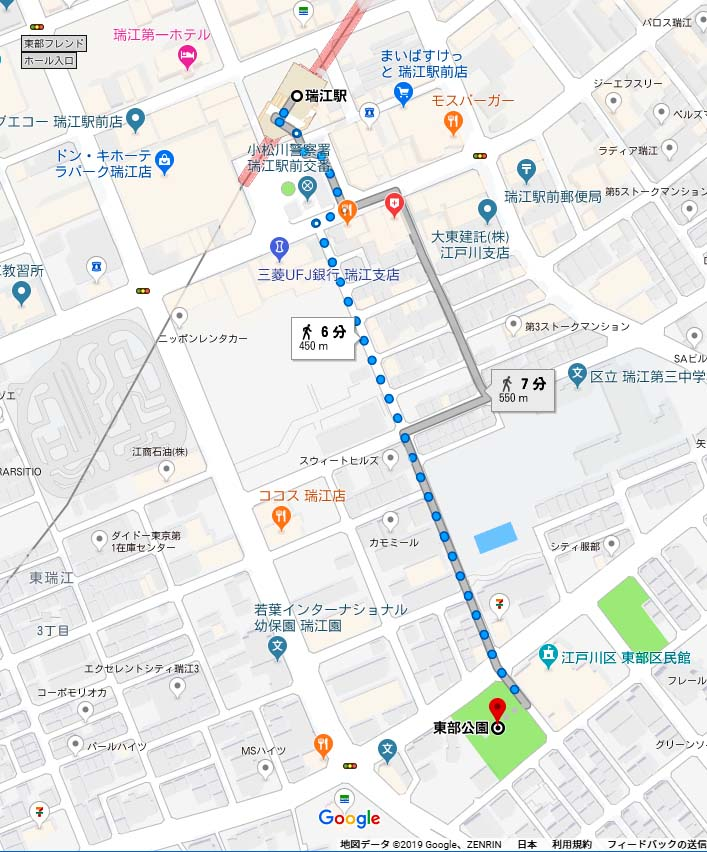 東部フレンド
ホール入口
瑞江第一ホテル
バロス瑞江
まいばすけっ
と 瑞江駅前店
瑞江駅
ジーエフスリー
モスバーガー
グエコー 瑞江駅前店
ベルズマ
小松川警察署
瑞江駅前交番
ラディア瑞江
ドン・キホーテ
ラパーク瑞江店
瑞江駅前郵便局
第5ストークマンション
大東建託(株)
江戸川支店
三菱UFJ銀行 瑞江支店
江教習所
ニッポンレンタカー
6 分
450 m
第3ストークマンション
SAビル
7 分
550 m
区立 瑞江第三中学
ゾエ
RARSITIO
江商石油(株)
スウィートヒルズ
矢
ココス 瑞江店
ダイドー東京第
1在庫センター
カモミール
シティ服部
東瑞江
若葉インターナショナル
幼保園 瑞江園
3丁目
江戸川区 東部区民館
エクセレントシティ瑞江3
フレール
コーポモリオカ
東部公園
パールハイツ
MSハイツ
グリーンソ
Google
地図データ ©2019 Google、ZENRIN 日本 利用規約 フィードバックの送信